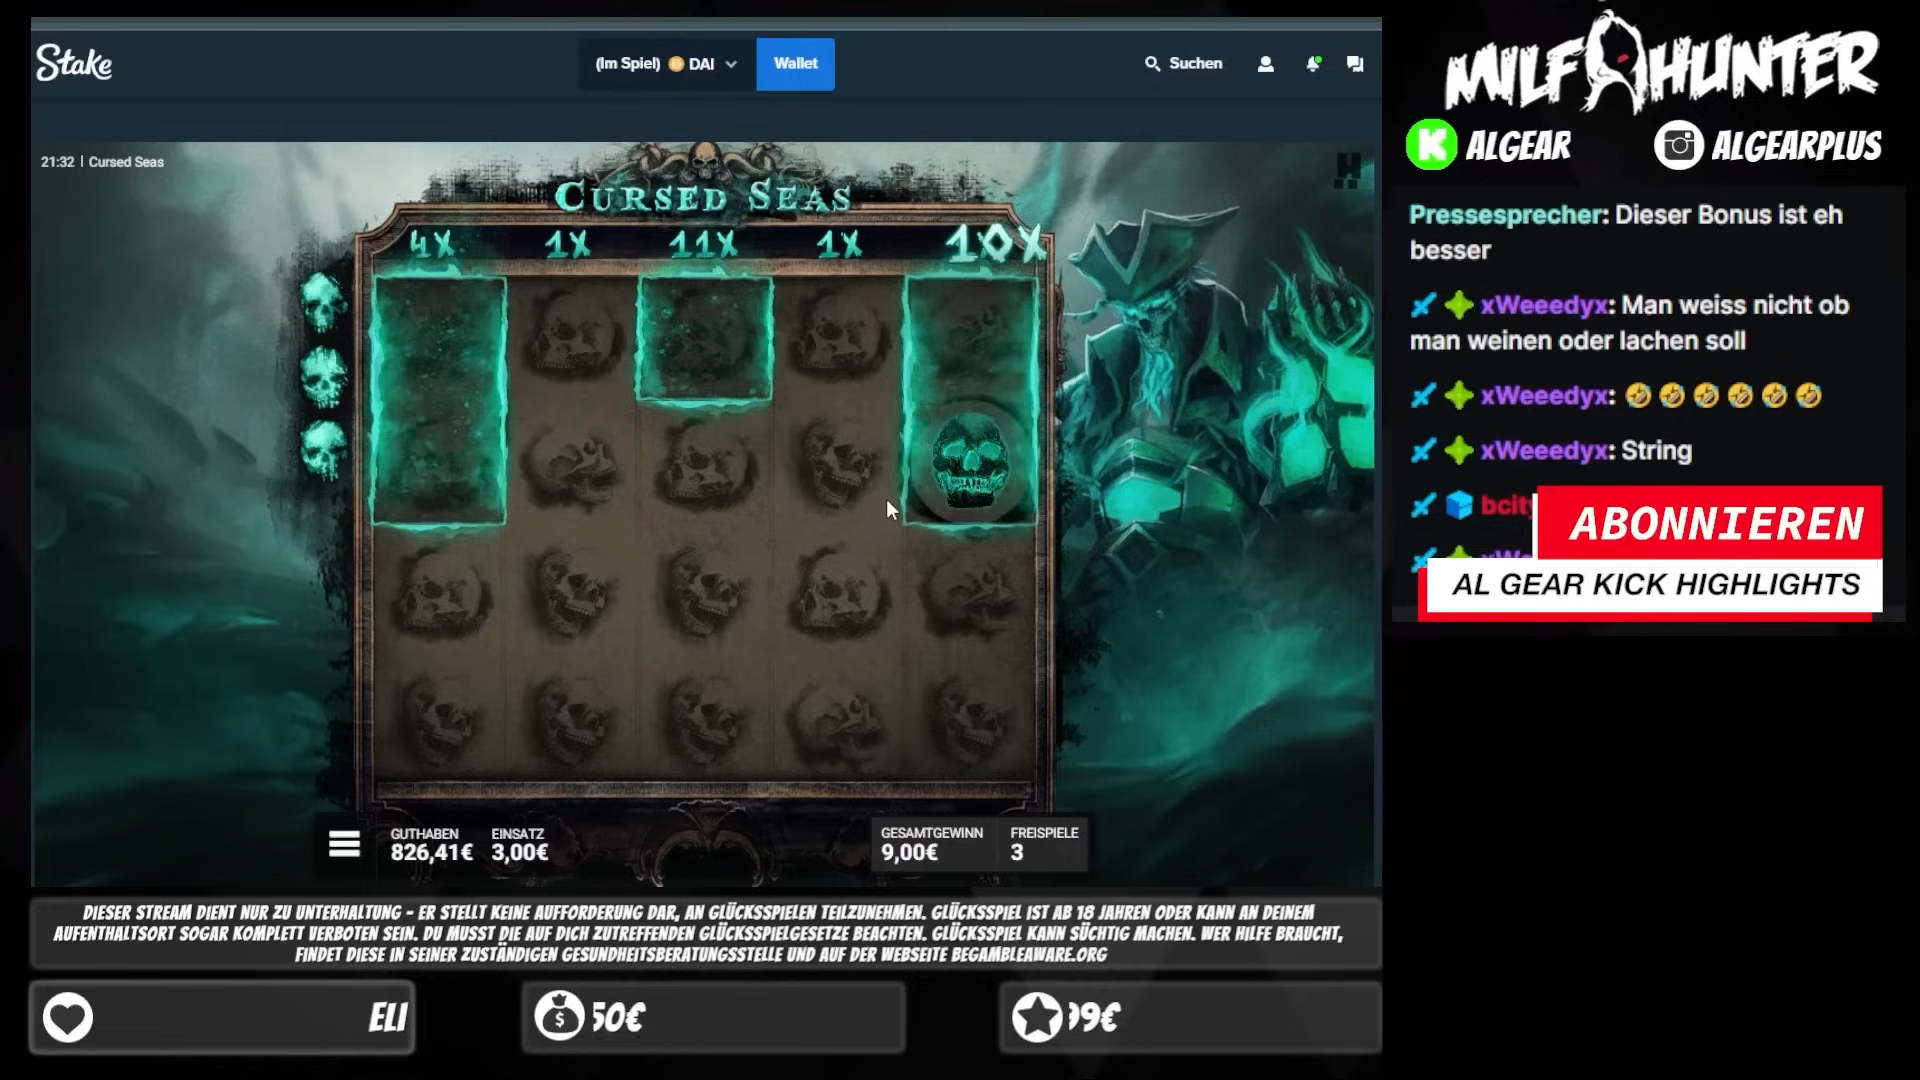 Stake
(Im Spiel) DAI
Wallet
Suchen
21:32 | Cursed Seas
CURSED SEAS
4X 1X 11X 1X 10X
GUTHABEN
826,41€
EINSATZ
3,00€
GESAMTGEWINN
9,00€
FREISPIELE
3
MILF HUNTER
K ALGEAR
ALGEARPLUS
Pressesprecher: Dieser Bonus ist eh
besser
xWeeedyx: Man weiss nicht ob
man weinen oder lachen soll
xWeeedyx: 🤣🤣🤣🤣🤣🤣
xWeeedyx: String
bcit
ABONNIEREN
AL GEAR KICK HIGHLIGHTS
DIESER STREAM DIENT NUR ZU UNTERHALTUNG - ER STELLT KEINE AUFFORDERUNG DAR, AN GLÜCKSSPIELEN TEILZUNEHMEN. GLÜCKSSPIEL IST AB 18 JAHREN ODER KANN AN DEINEM
AUFENTHALTSORT SOGAR KOMPLETT VERBOTEN SEIN. DU MUSST DIE AUF DICH ZUTREFFENDEN GLÜCKSSPIELGESETZE BEACHTEN. GLÜCKSSPIEL KANN SÜCHTIG MACHEN. WER HILFE BRAUCHT,
FINDET DIESE IN SEINER ZUSTÄNDIGEN GESUNDHEITSBERATUNGSSTELLE UND AUF DER WEBSEITE BEGAMBLEAWARE.ORG
ELI
50€
99€